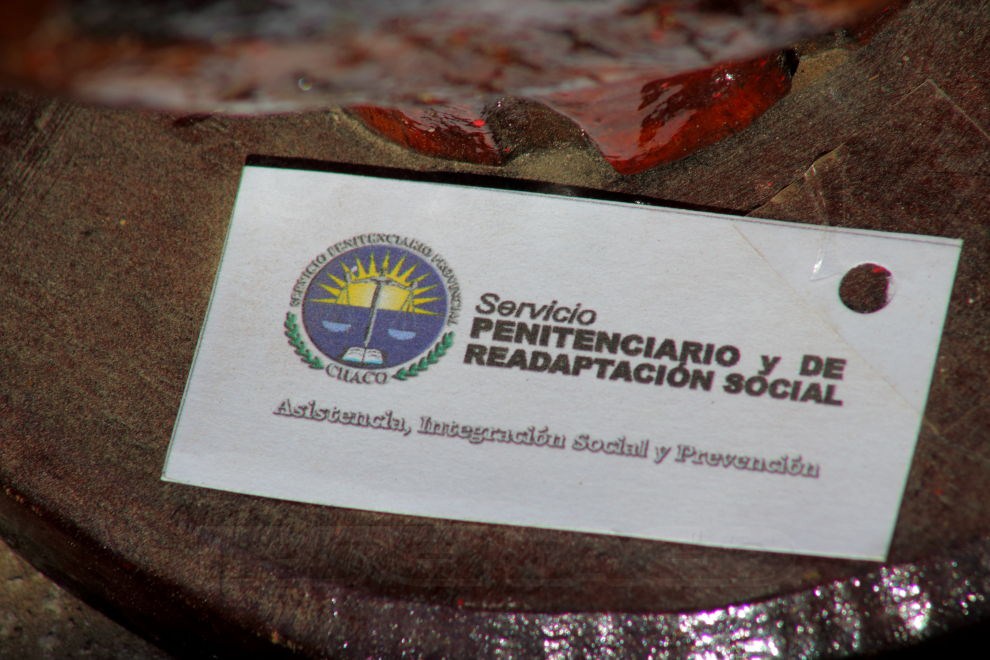 SERVICIO PENITENCIARIO PROVINCIAL
CHACO
Servicio
PENITENCIARIO y DE
READAPTACIÓN SOCIAL
Asistencia, Integración Social y Prevención